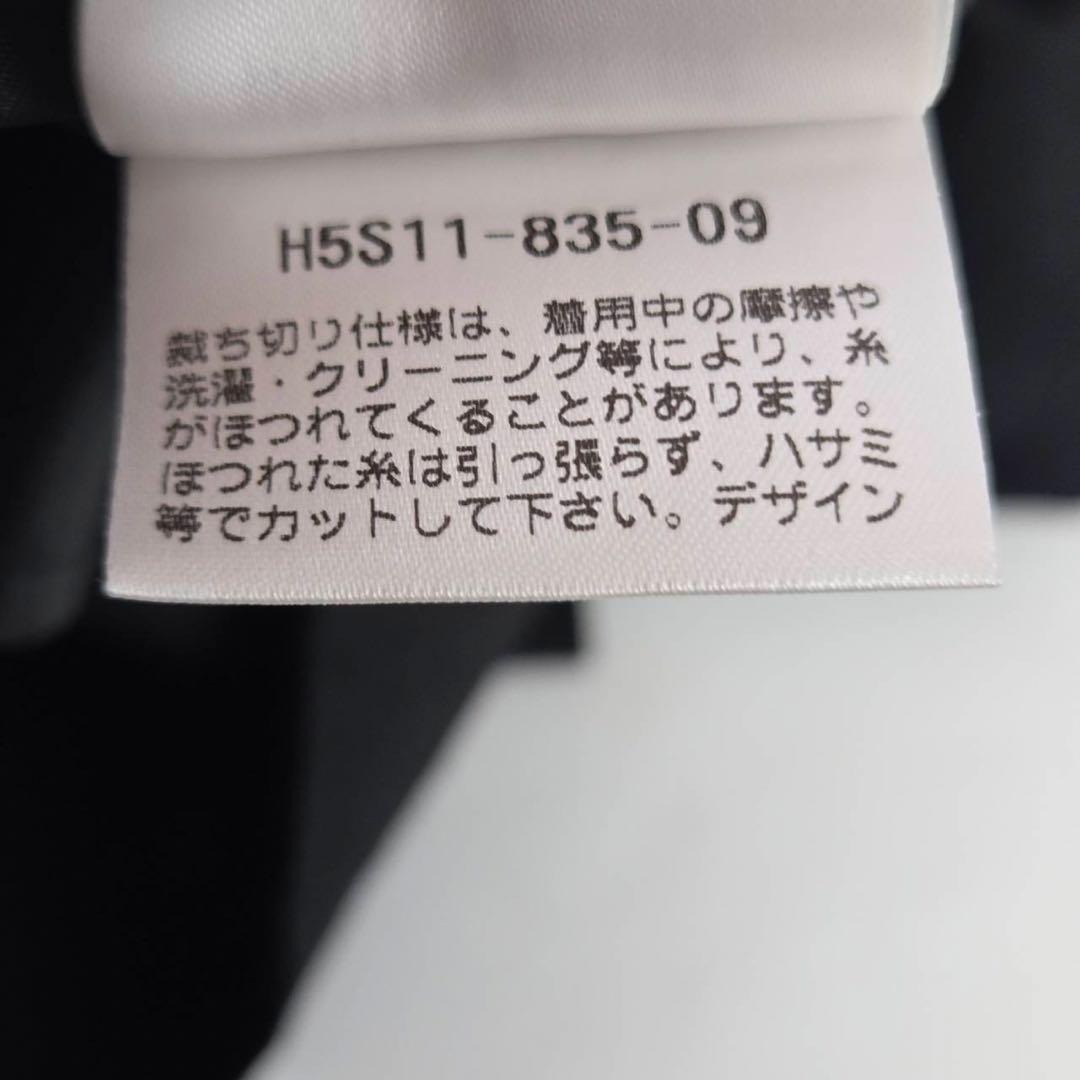 H5S11-835-09
裁ち切り仕様は、着用中の摩擦や
洗濯・クリーニング等により、糸
がほつれてくることがあります。
ほつれた糸は引っ張らず、ハサミ
等でカットして下さい。デザイン